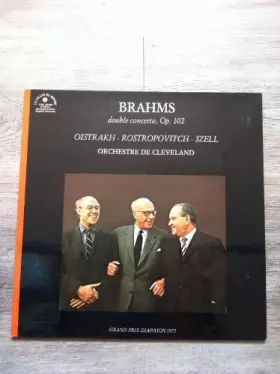 BRAHMS
double concerto, Op. 102
OISTRAKH - ROSTROPOVITCH - SZELL
ORCHESTRE DE CLEVELAND
GRAND PRIX DIAPASON 1972